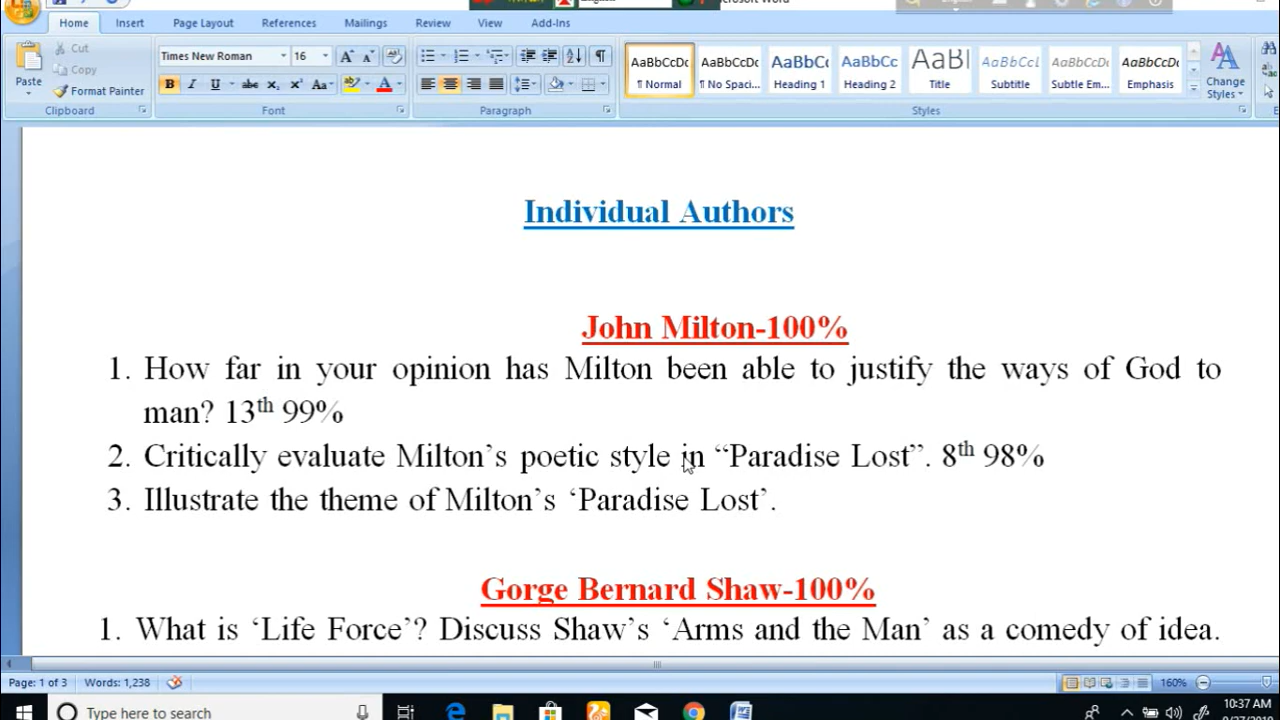 Home Insert Page Layout References Mailings Review View Add-Ins
Cut
Copy
Format Painter
Paste
Times New Roman 16
AaBbCcDc AaBbCcDc AaBbC AaBbCc AaB AaBbCcL AaBbCcDc AaBbCcDc
¶ Normal ¶ No Spaci... Heading 1 Heading 2 Title Subtitle Subtle Em... Emphasis
Change
Styles
Clipboard Font Paragraph Styles
Individual Authors
John Milton-100%
1. How far in your opinion has Milton been able to justify the ways of God to
man? 13th 99%
2. Critically evaluate Milton’s poetic style in “Paradise Lost”. 8th 98%
3. Illustrate the theme of Milton’s ‘Paradise Lost’.
Gorge Bernard Shaw-100%
1. What is ‘Life Force’? Discuss Shaw’s ‘Arms and the Man’ as a comedy of idea.
Page: 1 of 3 Words: 1,238 160%
Type here to search
10:37 AM